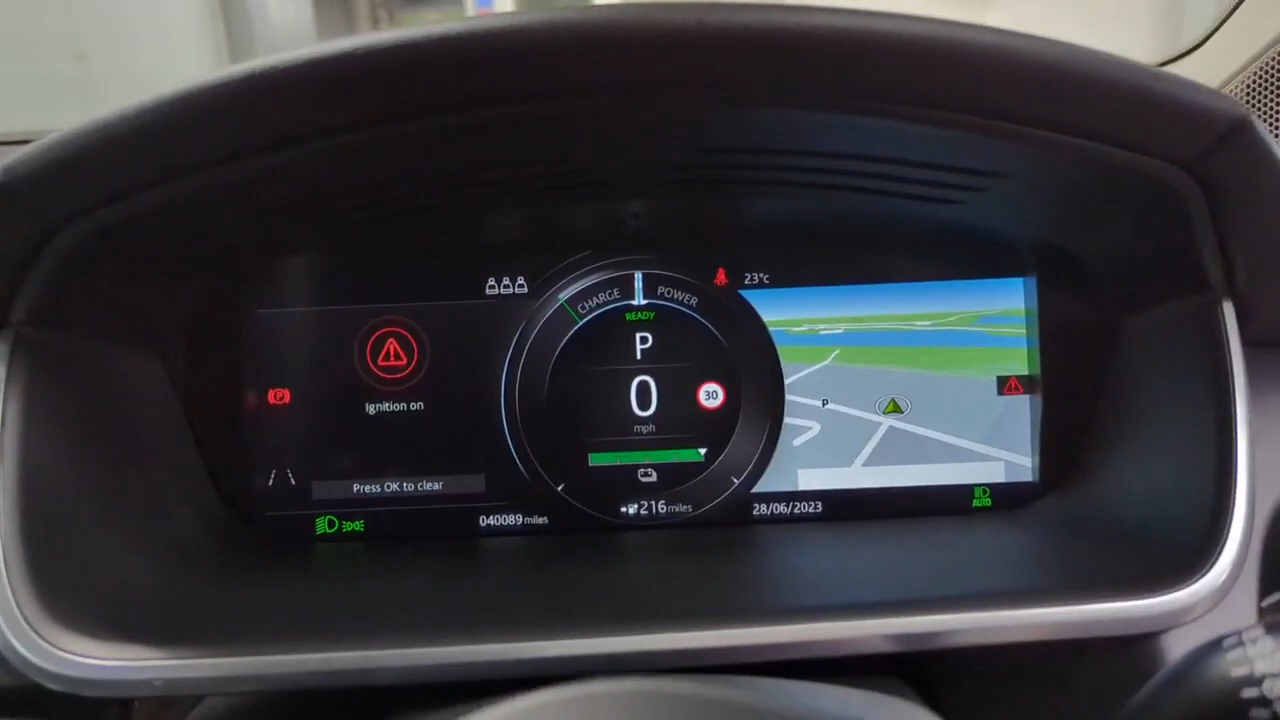 23°c
CHARGE POWER
READY
P
0
mph
30
P
Ignition on
P
Press OK to clear
040089 miles
216 miles
28/06/2023
AUTO